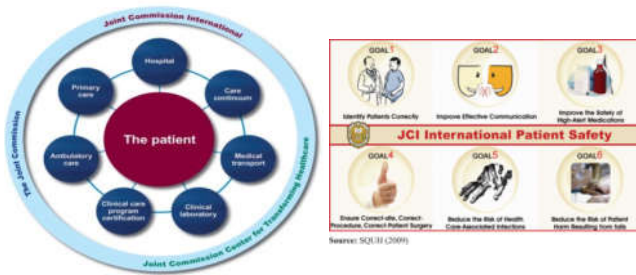 Joint Commission International
The Joint Commission
Joint Commission Center for Transforming Healthcare
Hospital
Primary
care
Care
continuum
The patient
Ambulatory
care
Medical
transport
Clinical care
program
certification
Clinical
laboratory
GOAL 1
GOAL 2
GOAL 3
Identify Patients Correctly
Improve Effective Communication
Improve the Safety of
High-Alert Medications
JCI International Patient Safety
GOAL 4
GOAL 5
GOAL 6
Ensure Correct-site, Correct-
Procedure, Correct Patient Surgery
Reduce the Risk of Health
Care-Associated Infections
Reduce the Risk of Patient
Harm Resulting from falls
Source: SQUH (2009)